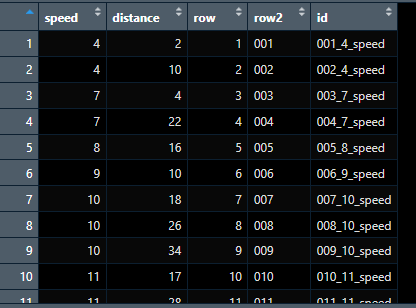 speed distance row row2 id
1 4 2 1 001 001_4_speed
2 4 10 2 002 002_4_speed
3 7 4 3 003 003_7_speed
4 7 22 4 004 004_7_speed
5 8 16 5 005 005_8_speed
6 9 10 6 006 006_9_speed
7 10 18 7 007 007_10_speed
8 10 26 8 008 008_10_speed
9 10 34 9 009 009_10_speed
10 11 17 10 010 010_11_speed
11 11 28 11 011 011_11_speed